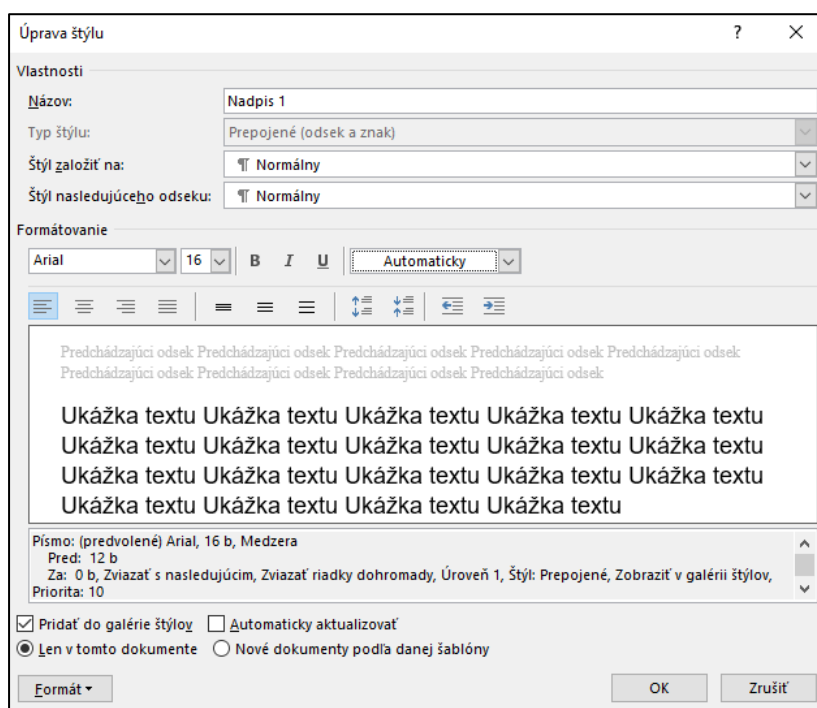 Úprava štýlu ?
Vlastnosti
Názov: Nadpis 1
Typ štýlu: Prepojené (odsek a znak)
Štýl založiť na: ¶ Normálny
Štýl nasledujúceho odseku: ¶ Normálny
Formátovanie
Arial 16 B I U Automaticky
Predchádzajúci odsek Predchádzajúci odsek Predchádzajúci odsek Predchádzajúci odsek Predchádzajúci odsek
Predchádzajúci odsek Predchádzajúci odsek Predchádzajúci odsek Predchádzajúci odsek
Ukážka textu Ukážka textu Ukážka textu Ukážka textu Ukážka textu
Ukážka textu Ukážka textu Ukážka textu Ukážka textu Ukážka textu
Ukážka textu Ukážka textu Ukážka textu Ukážka textu Ukážka textu
Ukážka textu Ukážka textu Ukážka textu Ukážka textu
Písmo: (predvolené) Arial, 16 b, Medzera
Pred: 12 b
Za: 0 b, Zviazať s nasledujúcim, Zviazať riadky dohromady, Úroveň 1, Štýl: Prepojené, Zobraziť v galérii štýlov,
Priorita: 10
Pridať do galérie štýlov Automaticky aktualizovať
Len v tomto dokumente Nové dokumenty podľa danej šablóny
Formát OK Zrušiť